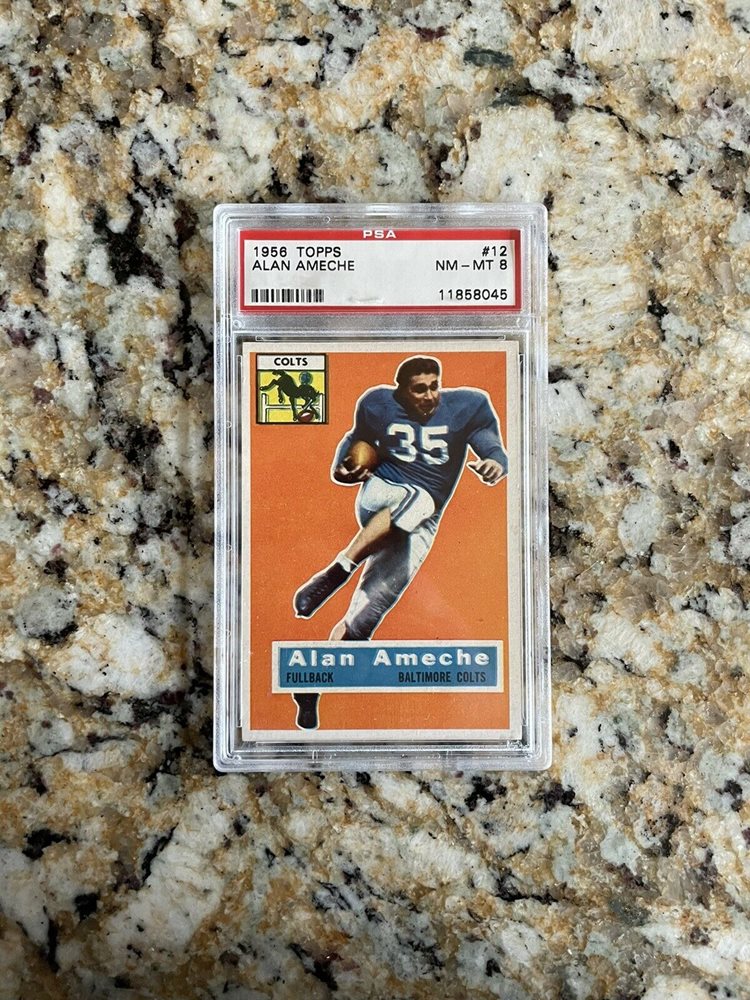 PSA
1956 TOPPS #12
ALAN AMECHE NM-MT 8
11858045
COLTS
35
Alan Ameche
FULLBACK BALTIMORE COLTS